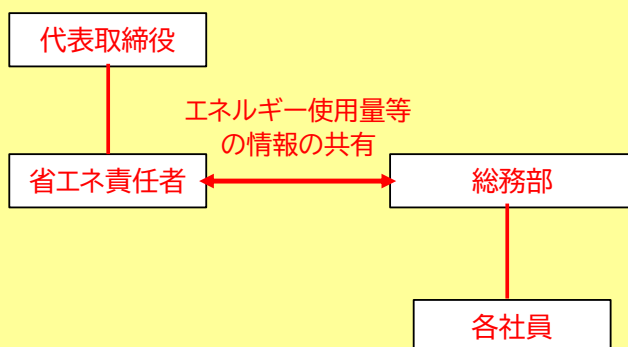 代表取締役
エネルギー使用量等
の情報の共有
省エネ責任者
総務部
各社員